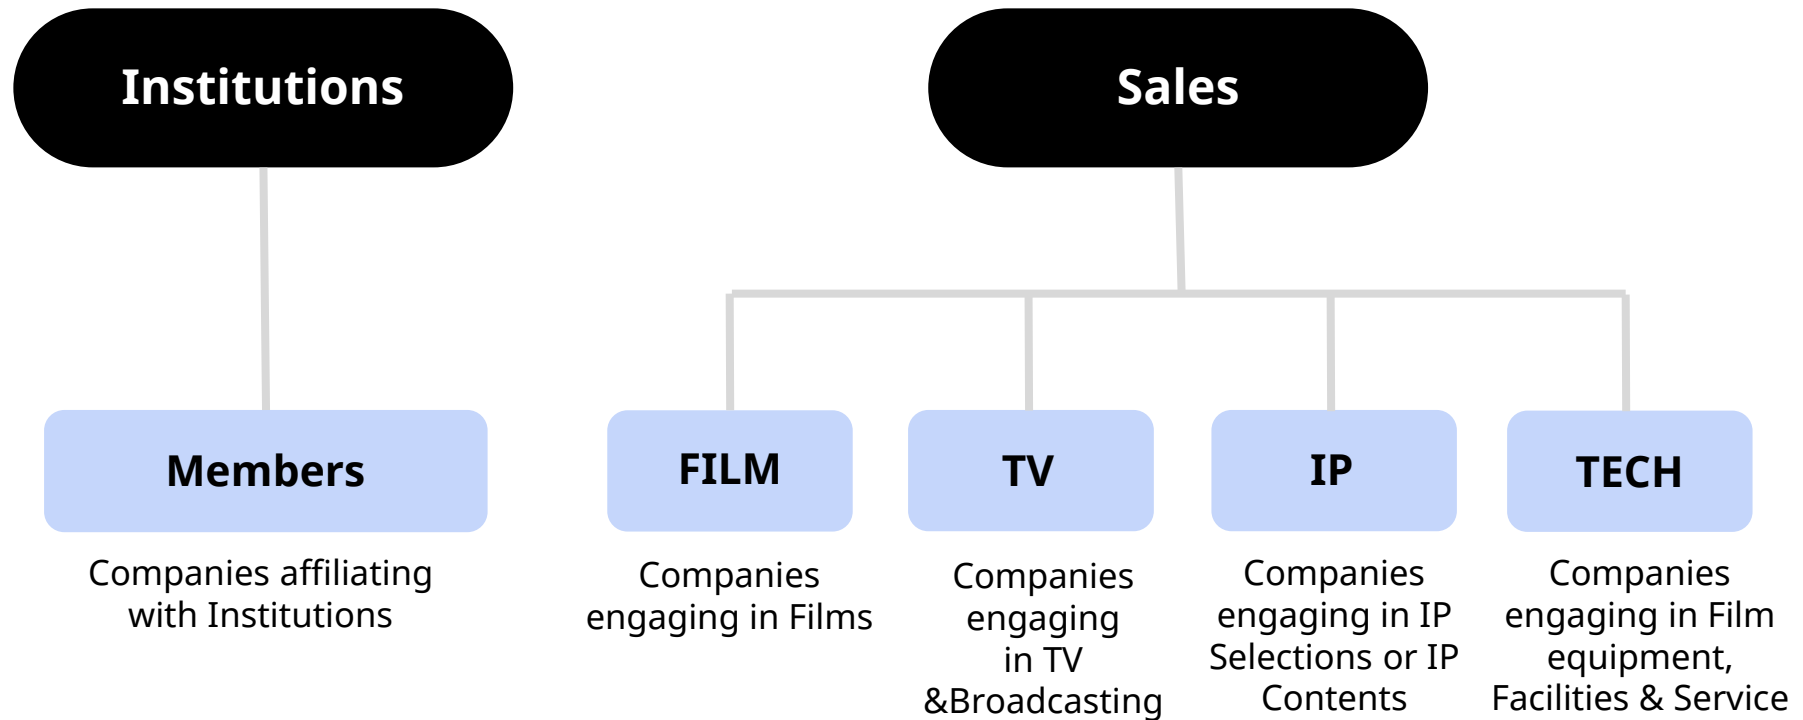 Institutions
Sales
Members
FILM
TV
IP
TECH
Companies affiliating
with Institutions
Companies
engaging in Films
Companies
engaging
in TV
&Broadcasting
Companies
engaging in IP
Selections or IP
Contents
Companies
engaging in Film
equipment,
Facilities & Service